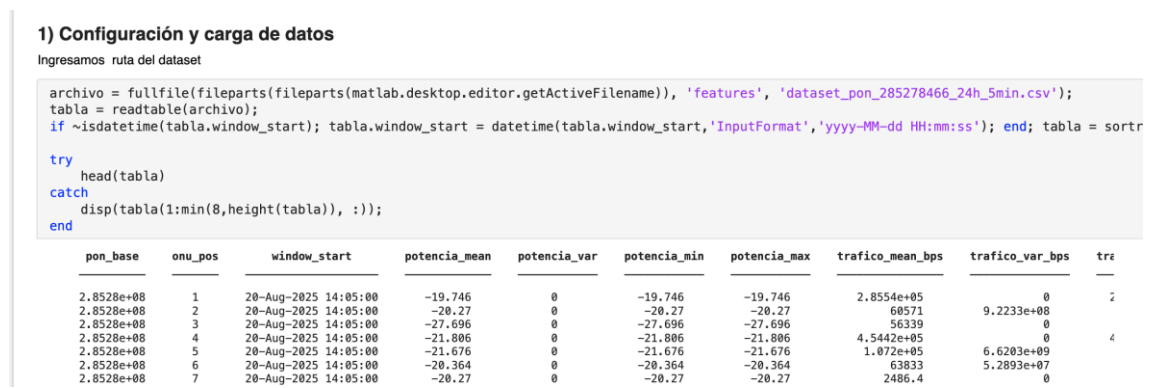 1) Configuración y carga de datos
Ingresamos ruta del dataset
archivo = fullfile(fileparts(fileparts(matlab.desktop.editor.getActiveFilename)), 'features', 'dataset_pon_285278466_24h_5min.csv');
tabla = readtable(archivo);
if ~isdatetime(tabla.window_start); tabla.window_start = datetime(tabla.window_start,'InputFormat','yyyy-MM-dd HH:mm:ss'); end; tabla = sortr
try
head(tabla)
catch
disp(tabla(1:min(8,height(tabla)), :));
end
pon_base onu_pos window_start potencia_mean potencia_var potencia_min potencia_max trafico_mean_bps trafico_var_bps tra
2.8528e+08 1 20-Aug-2025 14:05:00 -19.746 0 -19.746 -19.746 2.8554e+05 0 2
2.8528e+08 2 20-Aug-2025 14:05:00 -20.27 0 -20.27 -20.27 60571 9.2233e+08
2.8528e+08 3 20-Aug-2025 14:05:00 -27.696 0 -27.696 -27.696 56339 0
2.8528e+08 4 20-Aug-2025 14:05:00 -21.806 0 -21.806 -21.806 4.5442e+05 0 4
2.8528e+08 5 20-Aug-2025 14:05:00 -21.676 0 -21.676 -21.676 1.072e+05 6.6203e+09
2.8528e+08 6 20-Aug-2025 14:05:00 -20.364 0 -20.364 -20.364 63833 5.2893e+07
2.8528e+08 7 20-Aug-2025 14:05:00 -20.27 0 -20.27 -20.27 2486.4 0